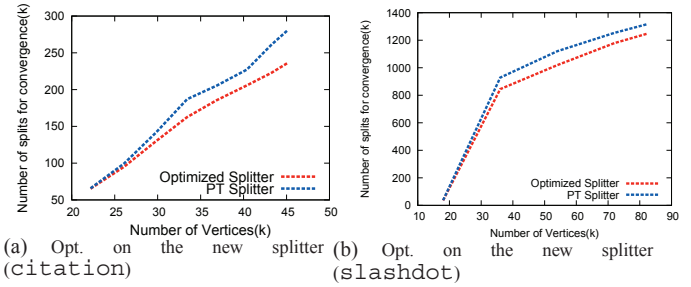 300
250
200
150
100
50
Number of splits for convergence(k)
Optimized Splitter
PT Splitter
20 25 30 35 40 45 50
Number of Vertices(k)
(a) Opt. on the new splitter
(citation)
1400
1200
1000
800
600
400
200
0
Number of splits for convergence(k)
Optimized Splitter
PT Splitter
10 20 30 40 50 60 70 80 90
Number of Vertices(k)
(b) Opt. on the new splitter
(slashdot)